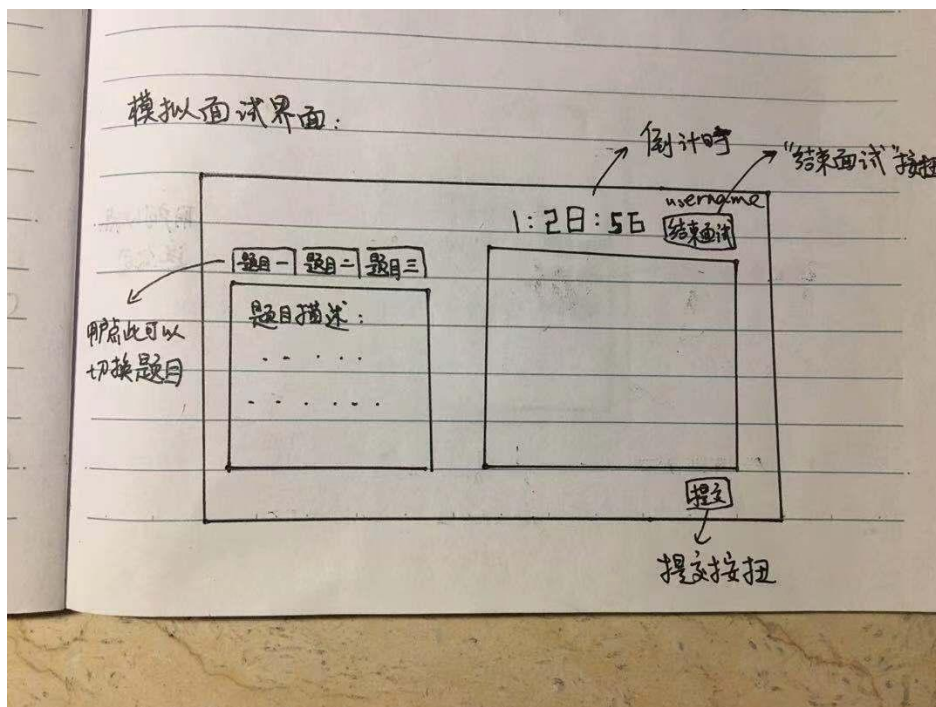 模拟面试界面:
倒计时
"结束面试"按扭
username
1:28:56
结束面试
题目一 题目二 题目三
题目描述:
用户点此可以
切换题目
提交
提交按扭